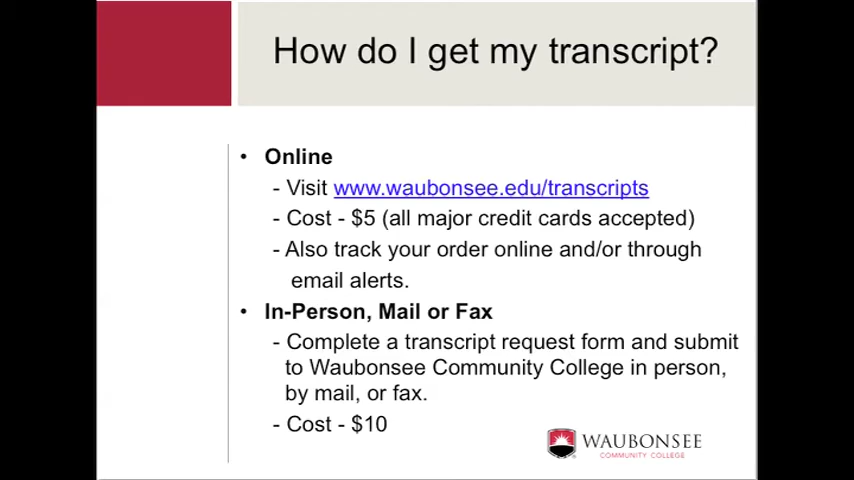 How do I get my transcript?
• Online
- Visit www.waubonsee.edu/transcripts
- Cost - $5 (all major credit cards accepted)
- Also track your order online and/or through
email alerts.
• In-Person, Mail or Fax
- Complete a transcript request form and submit
to Waubonsee Community College in person,
by mail, or fax.
- Cost - $10
WAUBONSEE
COMMUNITY COLLEGE